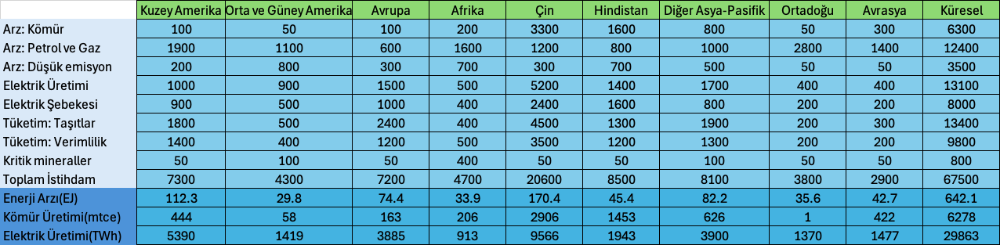 Kuzey Amerika Orta ve Güney Amerika Avrupa Afrika Çin Hindistan Diğer Asya-Pasifik Ortadoğu Avrasya Küresel
Arz: Kömür 100 50 100 200 3300 1600 800 50 300 6300
Arz: Petrol ve Gaz 1900 1100 600 1600 1200 800 1000 2800 1400 12400
Arz: Düşük emisyon 200 800 300 700 300 700 500 50 50 3500
Elektrik Üretimi 1000 900 1500 500 5200 1400 1700 400 400 13100
Elektrik Şebekesi 900 500 1000 400 2400 1600 800 200 200 8000
Tüketim: Taşıtlar 1800 500 2400 400 4500 1300 1900 200 300 13400
Tüketim: Verimlilik 1400 400 1200 500 3500 1200 1300 200 200 9800
Kritik mineraller 50 100 50 400 50 50 100 50 50 800
Toplam İstihdam 7300 4300 7200 4700 20600 8500 8100 3800 2900 67500
Enerji Arzı(EJ) 112.3 29.8 74.4 33.9 170.4 45.4 82.2 35.6 42.7 642.1
Kömür Üretimi(mtce) 444 58 163 206 2906 1453 626 1 422 6278
Elektrik Üretimi(TWh) 5390 1419 3885 913 9566 1943 3900 1370 1477 29863